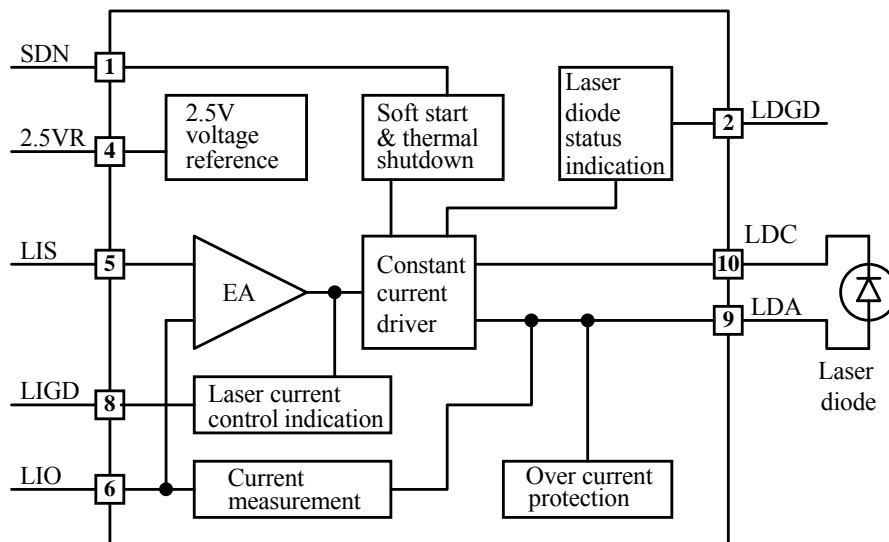 SDN
1
2.5VR
4
2.5V
voltage
reference
Soft start
& thermal
shutdown
Laser
diode
status
indication
2
LDGD
LIS
5
EA
Constant
current
driver
LDC
10
LDA
9
Laser
diode
LIGD
8
Laser current
control indication
LIO
6
Current
measurement
Over current
protection